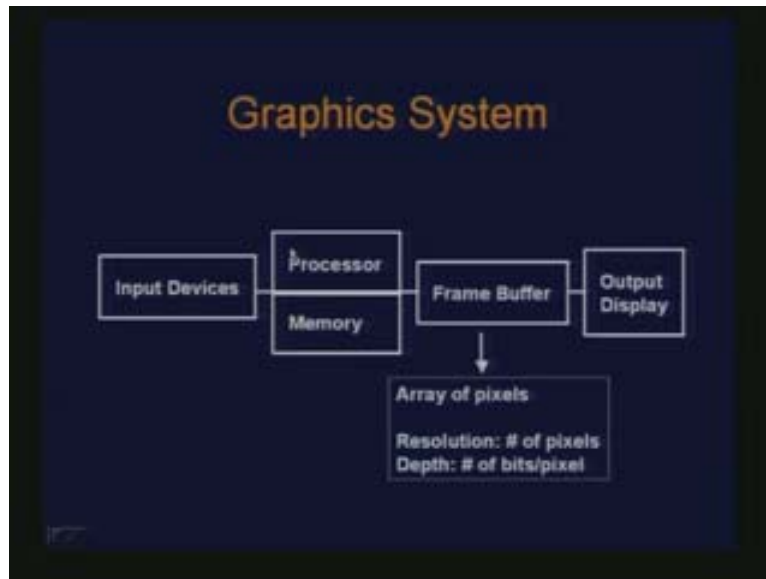 Graphics System
Input Devices
Processor
Memory
Frame Buffer
Output
Display
Array of pixels
Resolution: # of pixels
Depth: # of bits/pixel